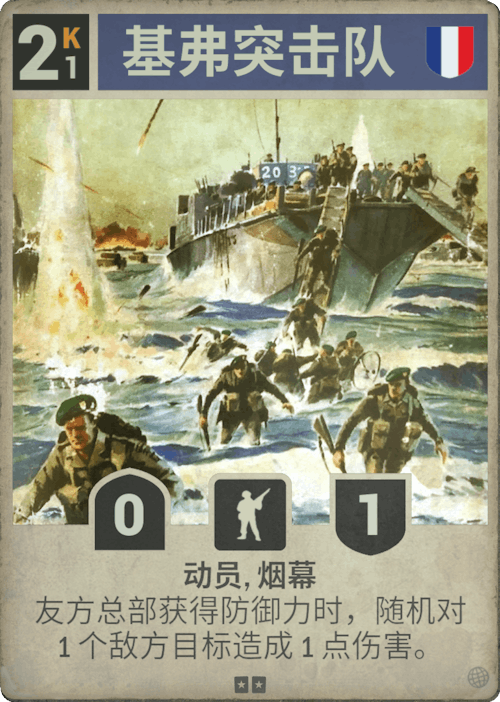 2 K 1 基弗突击队
20 3
0 1
动员, 烟幕
友方总部获得防御力时，随机对
1 个敌方目标造成 1 点伤害。